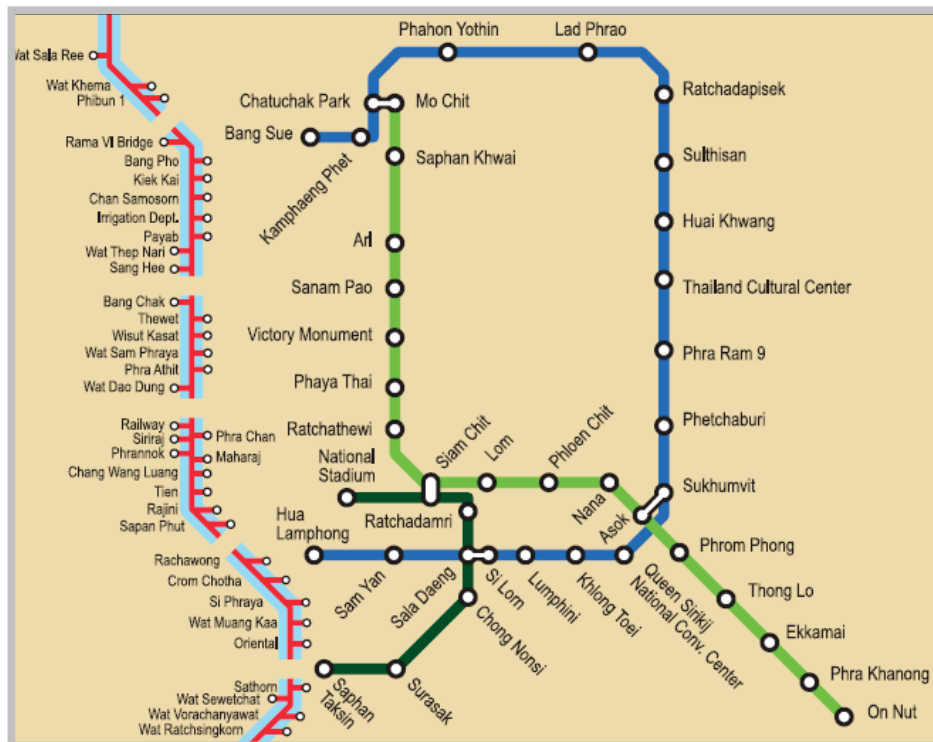 Wat Sala Ree
Wat Khema
Phibun 1
Rama VI Bridge
Bang Pho
Kiek Kai
Chan Samosorn
Irrigation Dept.
Payab
Wat Thep Nari
Sang Hee
Bang Chak
Thewet
Wisut Kasat
Wat Sam Phraya
Phra Athit
Wat Dao Dung
Railway
Siriraj
Phra Chan
Phrannok
Maharaj
Chang Wang Luang
Tien
Rajini
Sapan Phut
Rachawong
Crom Chotha
Si Phraya
Wat Muang Kaa
Oriental
Sathorn
Wat Sewetchat
Wat Vorachanyawat
Wat Ratchsingkorn
Phahon Yothin
Lad Phrao
Chatuchak Park
Mo Chit
Bang Sue
Kamphaeng Phet
Saphan Khwai
Arl
Sanam Pao
Victory Monument
Phaya Thai
Ratchathewi
National
Stadium
Siam Chit
Lom
Phloen Chit
Nana
Asok
Ratchadapisek
Sulthisan
Huai Khwang
Thailand Cultural Center
Phra Ram 9
Phetchaburi
Sukhumvit
Ratchadamri
Hua
Lamphong
Sam Yan
Sala Daeng
Si Lorn
Lumphini
Khlong Toei
Queen Sirikij
National Conv. Center
Chong Nonsi
Surasak
Saphan
Taksin
Phrom Phong
Thong Lo
Ekkamai
Phra Khanong
On Nut